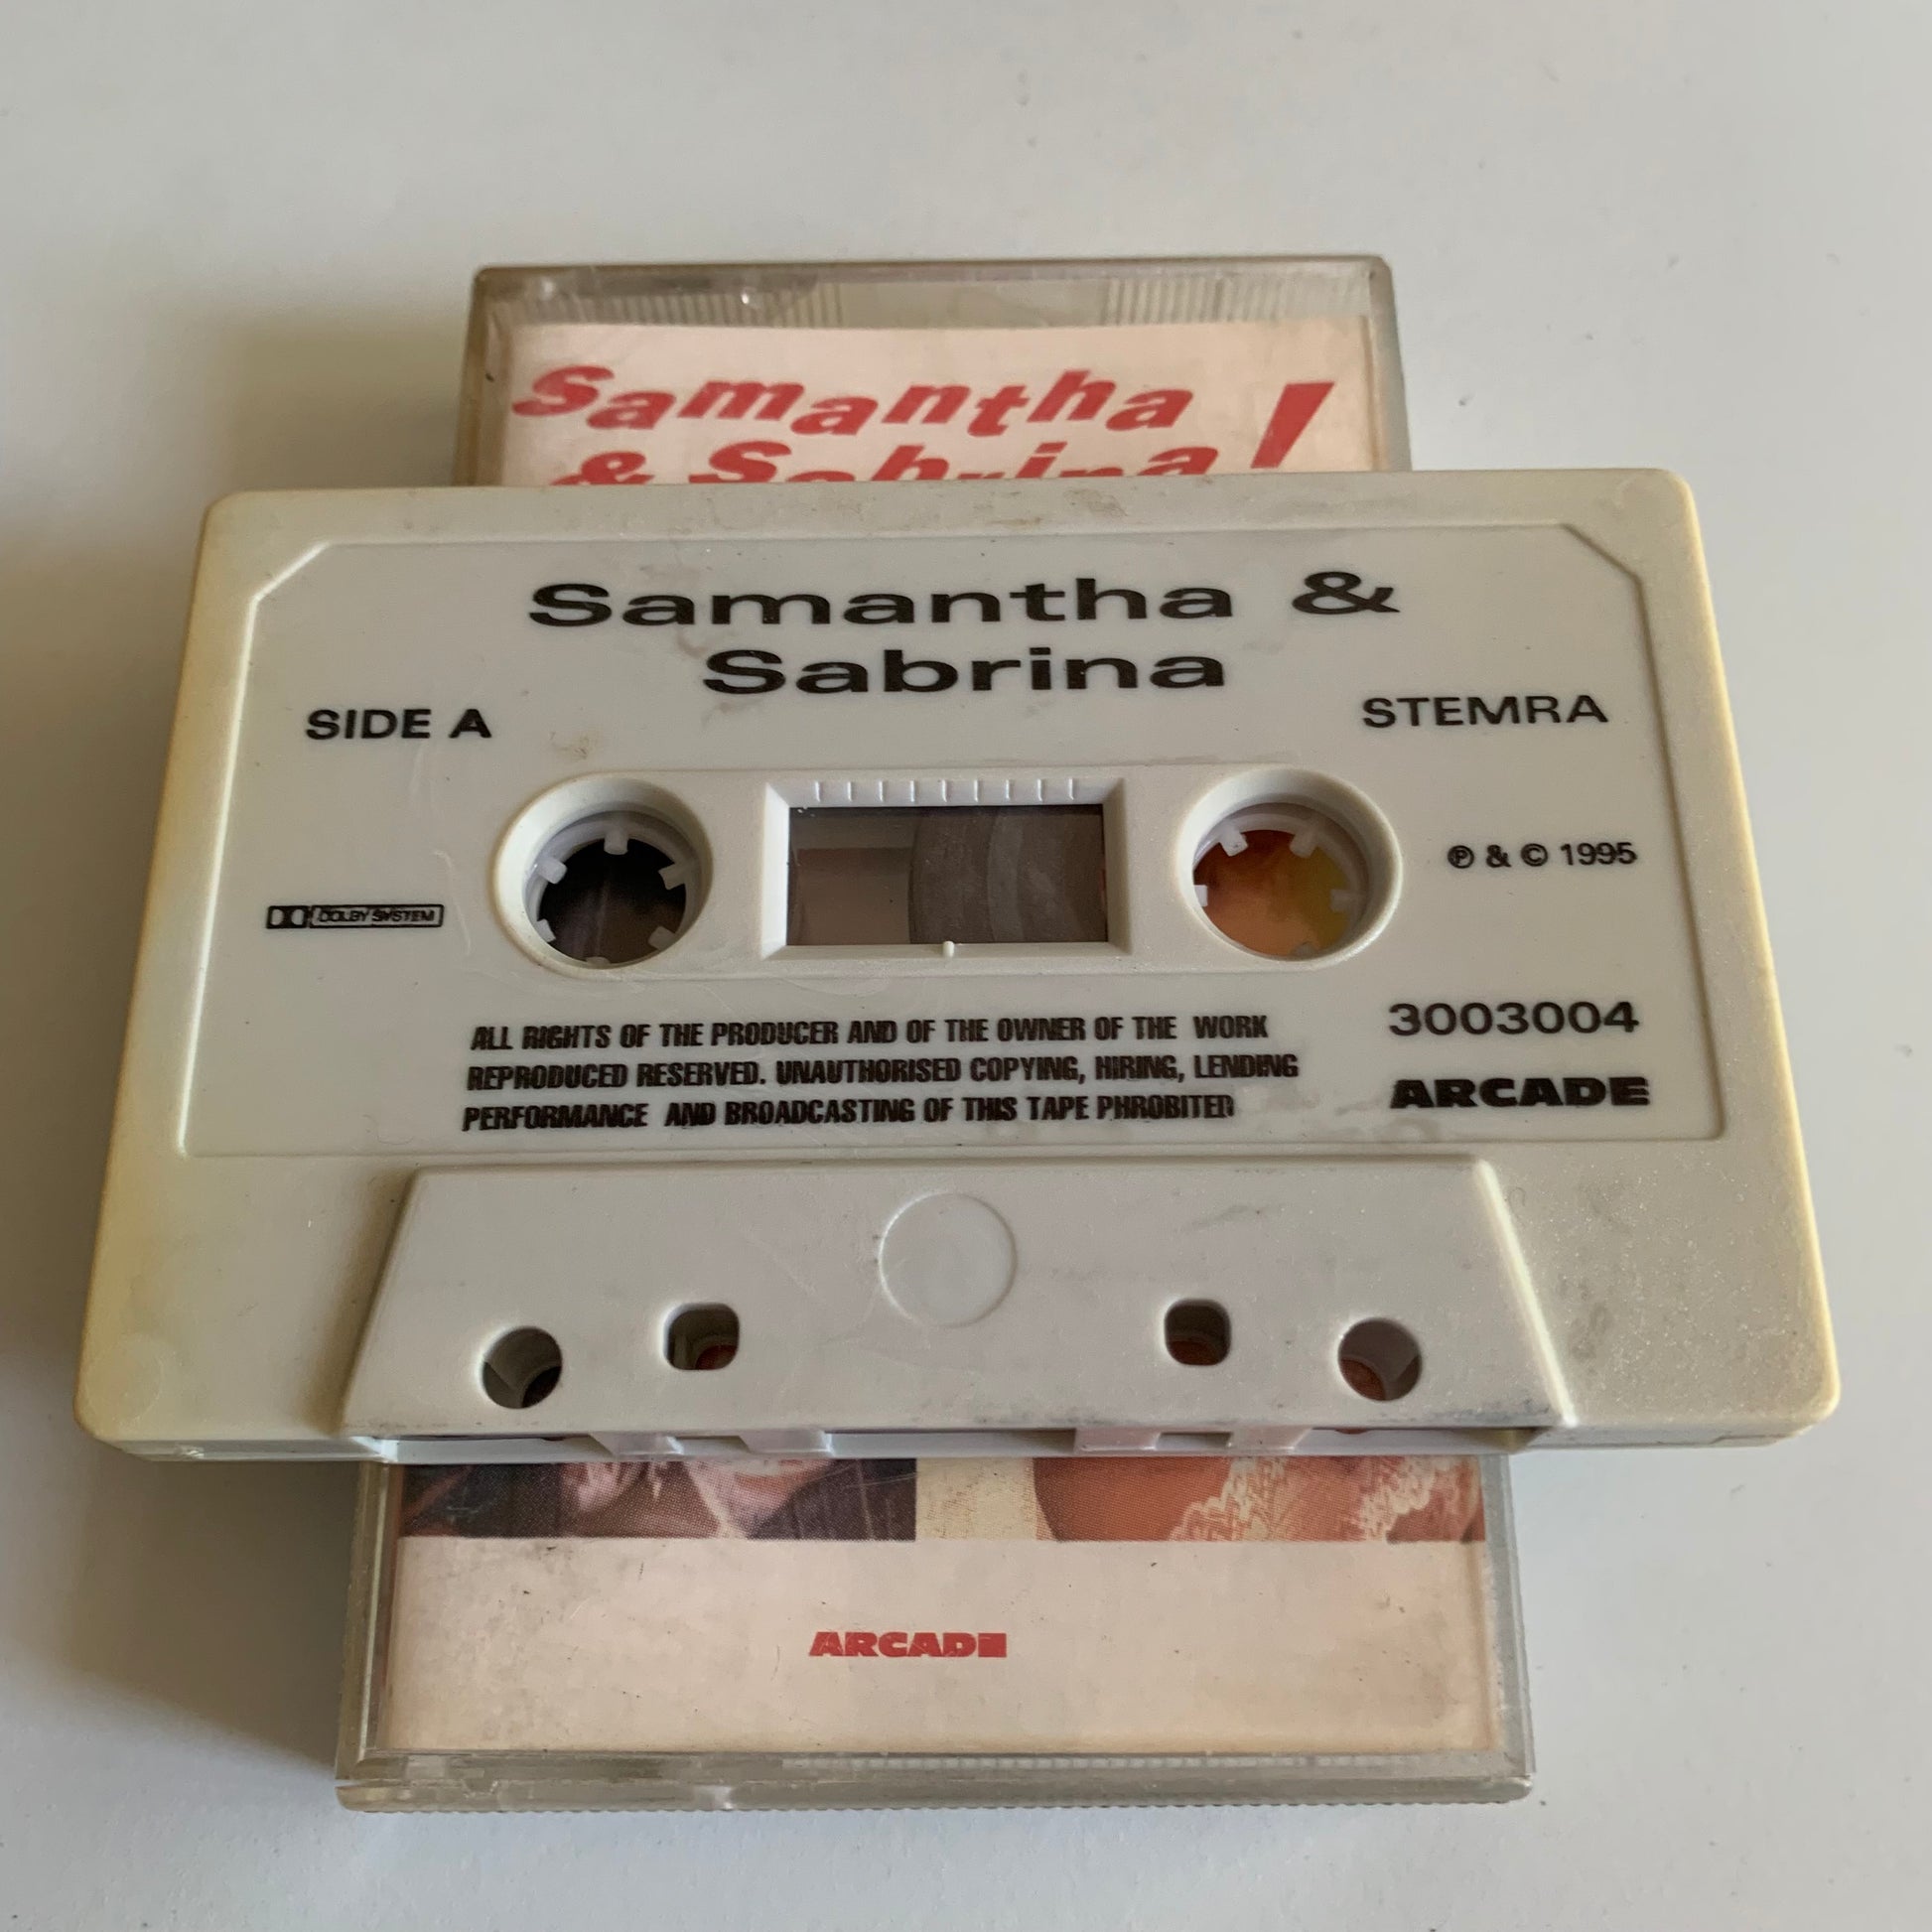 Samantha
& Sabrina!
Samantha &
Sabrina
SIDE A
STEMRA
℗ & © 1995
DOLBY SYSTEM
3003004
ARCADE
ALL RIGHTS OF THE PRODUCER AND OF THE OWNER OF THE WORK
REPRODUCED RESERVED. UNAUTHORISED COPYING, HIRING, LENDING
PERFORMANCE AND BROADCASTING OF THIS TAPE PHROBITED
ARCADE